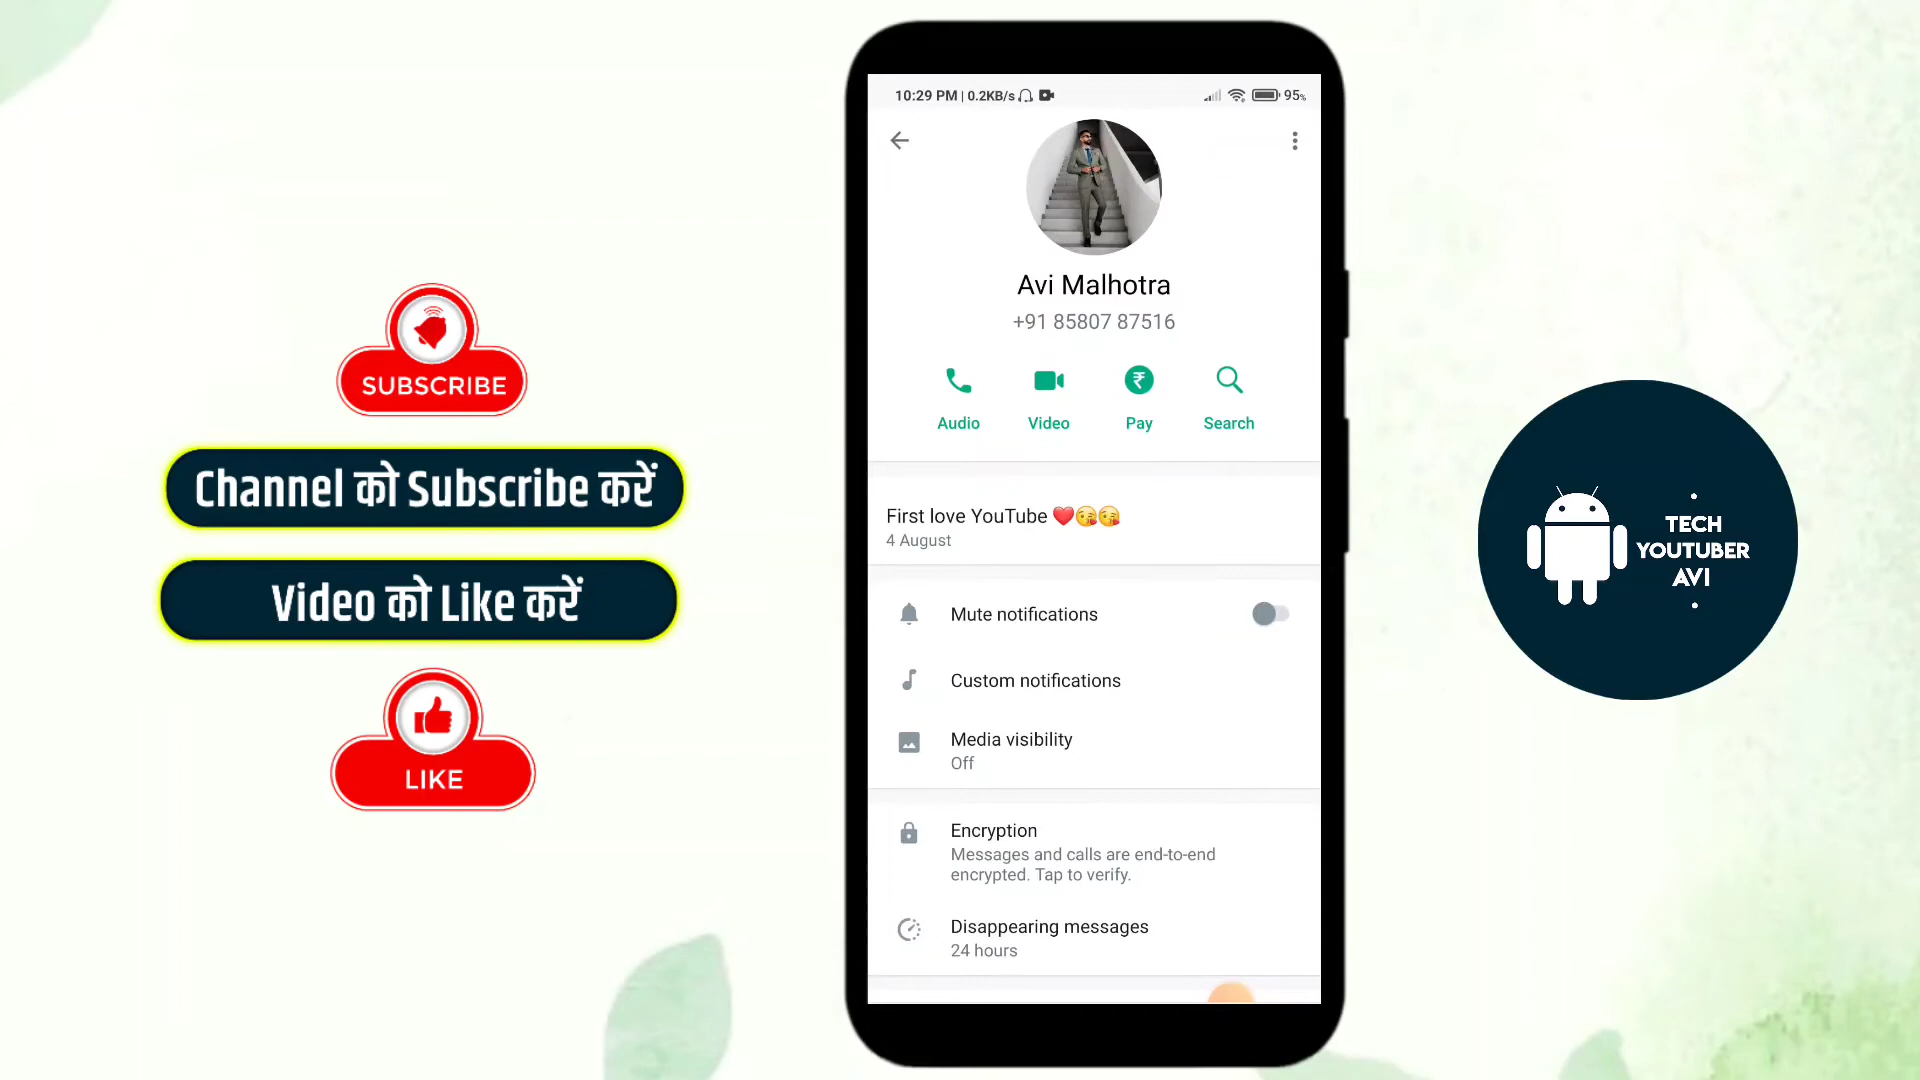 SUBSCRIBE
Channel को Subscribe करें
Video को Like करें
LIKE
10:29 PM | 0.2KB/s
95%
Avi Malhotra
+91 85807 87516
Audio
Video
Pay
Search
First love YouTube ❤️😘😘
4 August
Mute notifications
Custom notifications
Media visibility
Off
Encryption
Messages and calls are end-to-end
encrypted. Tap to verify.
Disappearing messages
24 hours
TECH
YOUTUBER
AVI